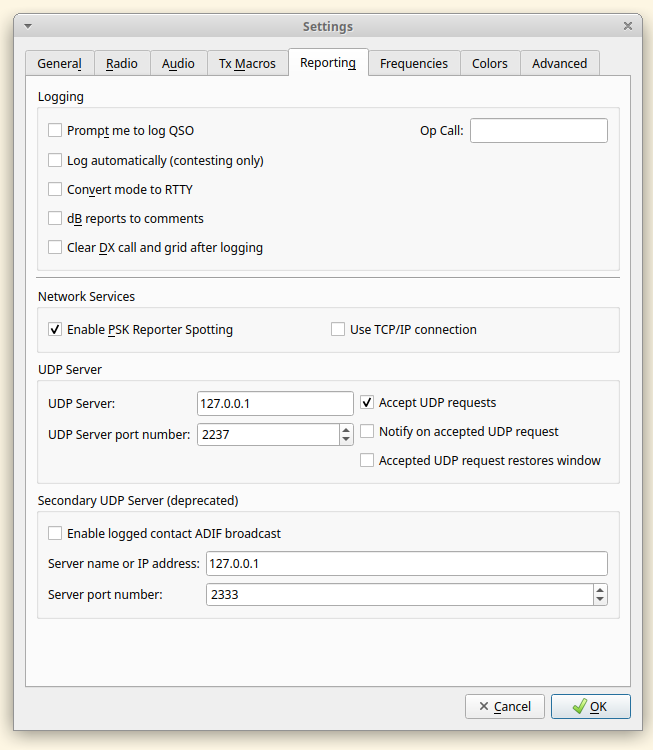 Settings
General Radio Audio Tx Macros Reporting Frequencies Colors Advanced
Logging
Prompt me to log QSO Op Call:
Log automatically (contesting only)
Convert mode to RTTY
dB reports to comments
Clear DX call and grid after logging
Network Services
Enable PSK Reporter Spotting Use TCP/IP connection
UDP Server
UDP Server: 127.0.0.1 Accept UDP requests
UDP Server port number: 2237 Notify on accepted UDP request
Accepted UDP request restores window
Secondary UDP Server (deprecated)
Enable logged contact ADIF broadcast
Server name or IP address: 127.0.0.1
Server port number: 2333
Cancel OK